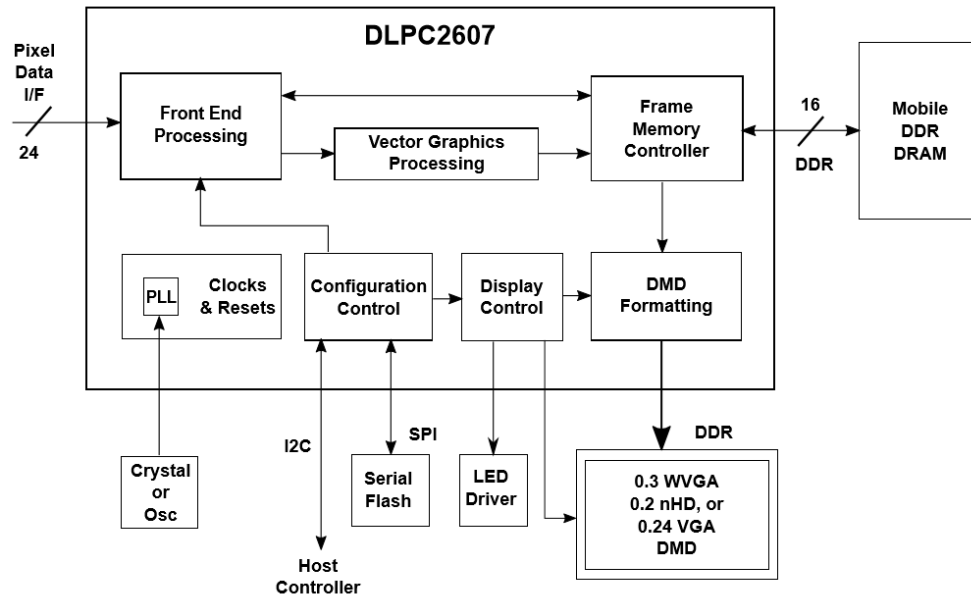 DLPC2607
Pixel
Data
I/F
24
Front End
Processing
Vector Graphics
Processing
Frame
Memory
Controller
16
DDR
Mobile
DDR
DRAM
PLL
Clocks
& Resets
Configuration
Control
Display
Control
DMD
Formatting
I2C
SPI
DDR
Crystal
or
Osc
Serial
Flash
LED
Driver
0.3 WVGA
0.2 nHD, or
0.24 VGA
DMD
Host
Controller